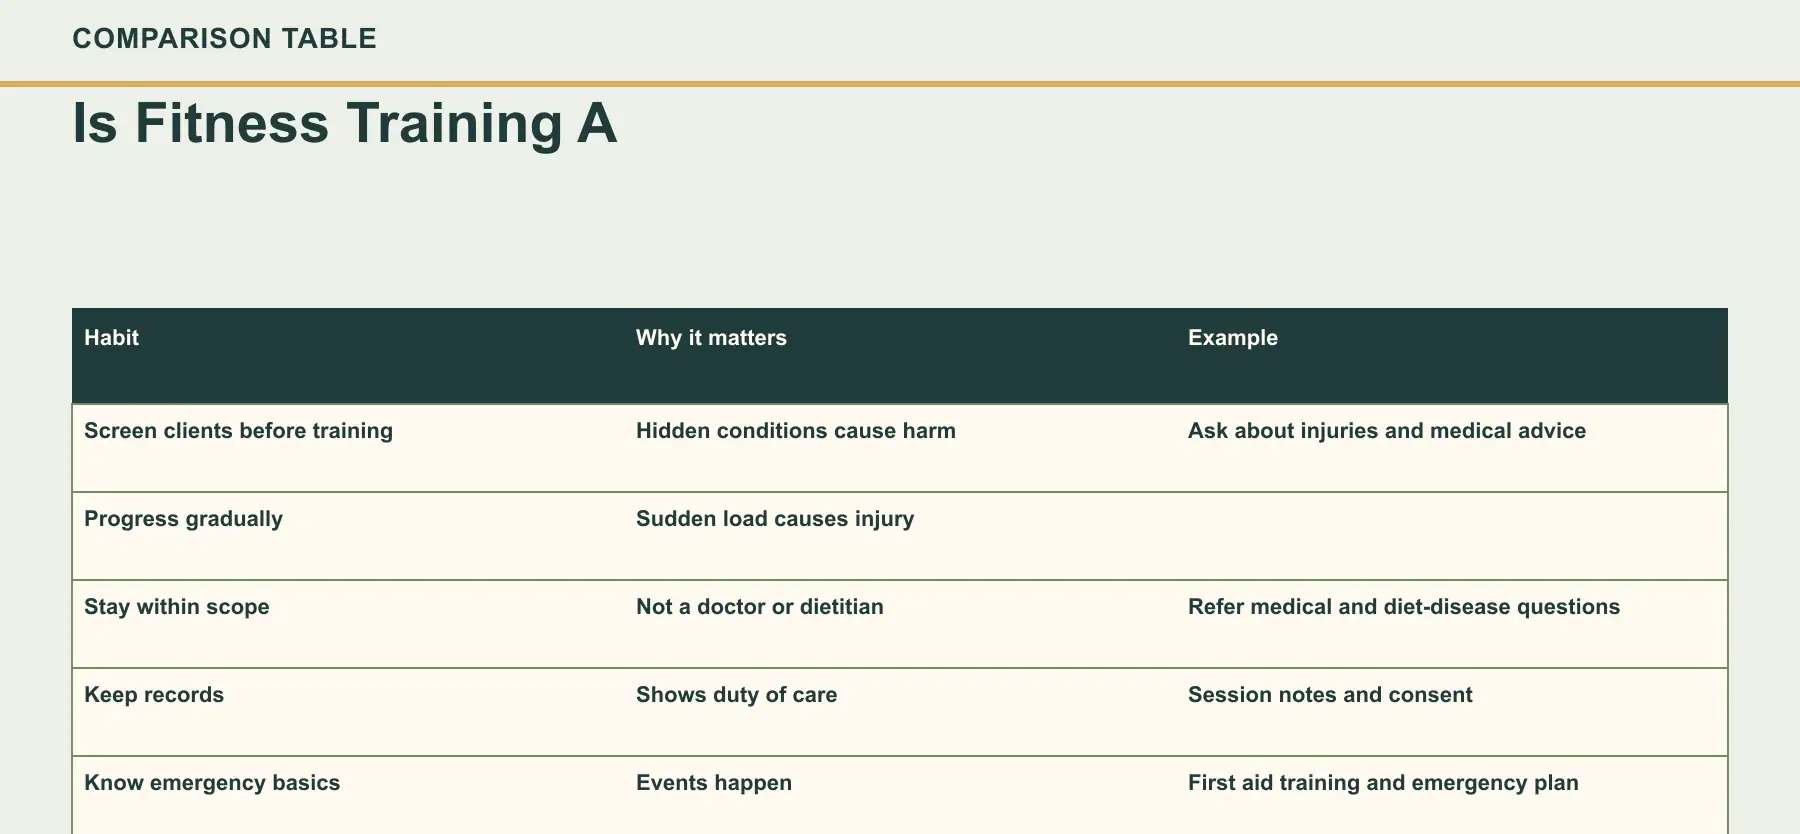 COMPARISON TABLE
Is Fitness Training A
Habit Why it matters Example
Screen clients before training Hidden conditions cause harm Ask about injuries and medical advice
Progress gradually Sudden load causes injury
Stay within scope Not a doctor or dietitian Refer medical and diet-disease questions
Keep records Shows duty of care Session notes and consent
Know emergency basics Events happen First aid training and emergency plan